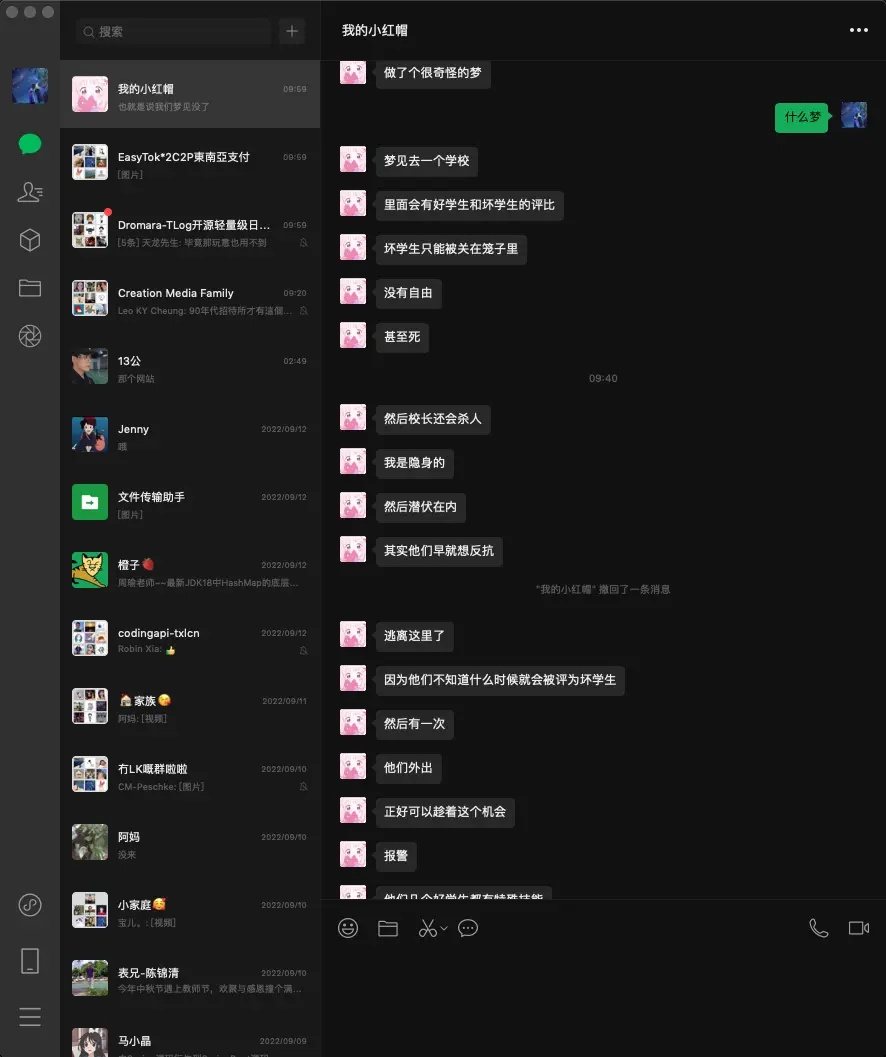 搜索
我的小红帽
09:59
也就是说我们梦见没了
EasyTok*2C2P東南亞支付
09:59
[图片]
Dromara-TLog开源轻量级日...
09:59
[5条] 天龙先生: 毕竟那玩意也用不到
Creation Media Family
09:20
Leo KY Cheung: 90年代招待所才有這個...
13公
02:49
那个网站
Jenny
2022/09/12
哦
文件传输助手
2022/09/12
[图片]
橙子🍓
2022/09/12
周瑜老师~~最新JDK18中HashMap的底层...
codingapi-txlcn
2022/09/12
Robin Xia: 👍
🏠家族😘
2022/09/11
阿妈: [视频]
冇LK嘅群啦啦
2022/09/10
CM-Peschke: [图片]
阿妈
2022/09/10
没来
小家庭🥰
2022/09/10
宝儿。: [视频]
表兄-陈锦清
2022/09/10
今年中秋节遇上教师节，欢聚与感恩撞个满...
马小晶
2022/09/09
我的小红帽
做了个很奇怪的梦
什么梦
梦见去一个学校
里面会有好学生和坏学生的评比
坏学生只能被关在笼子里
没有自由
甚至死
09:40
然后校长还会杀人
我是隐身的
然后潜伏在内
其实他们早就想反抗
"我的小红帽" 撤回了一条消息
逃离这里了
因为他们不知道什么时候就会被评为坏学生
然后有一次
他们外出
正好可以趁着这个机会
报警
他们几个好学生都有特殊技能